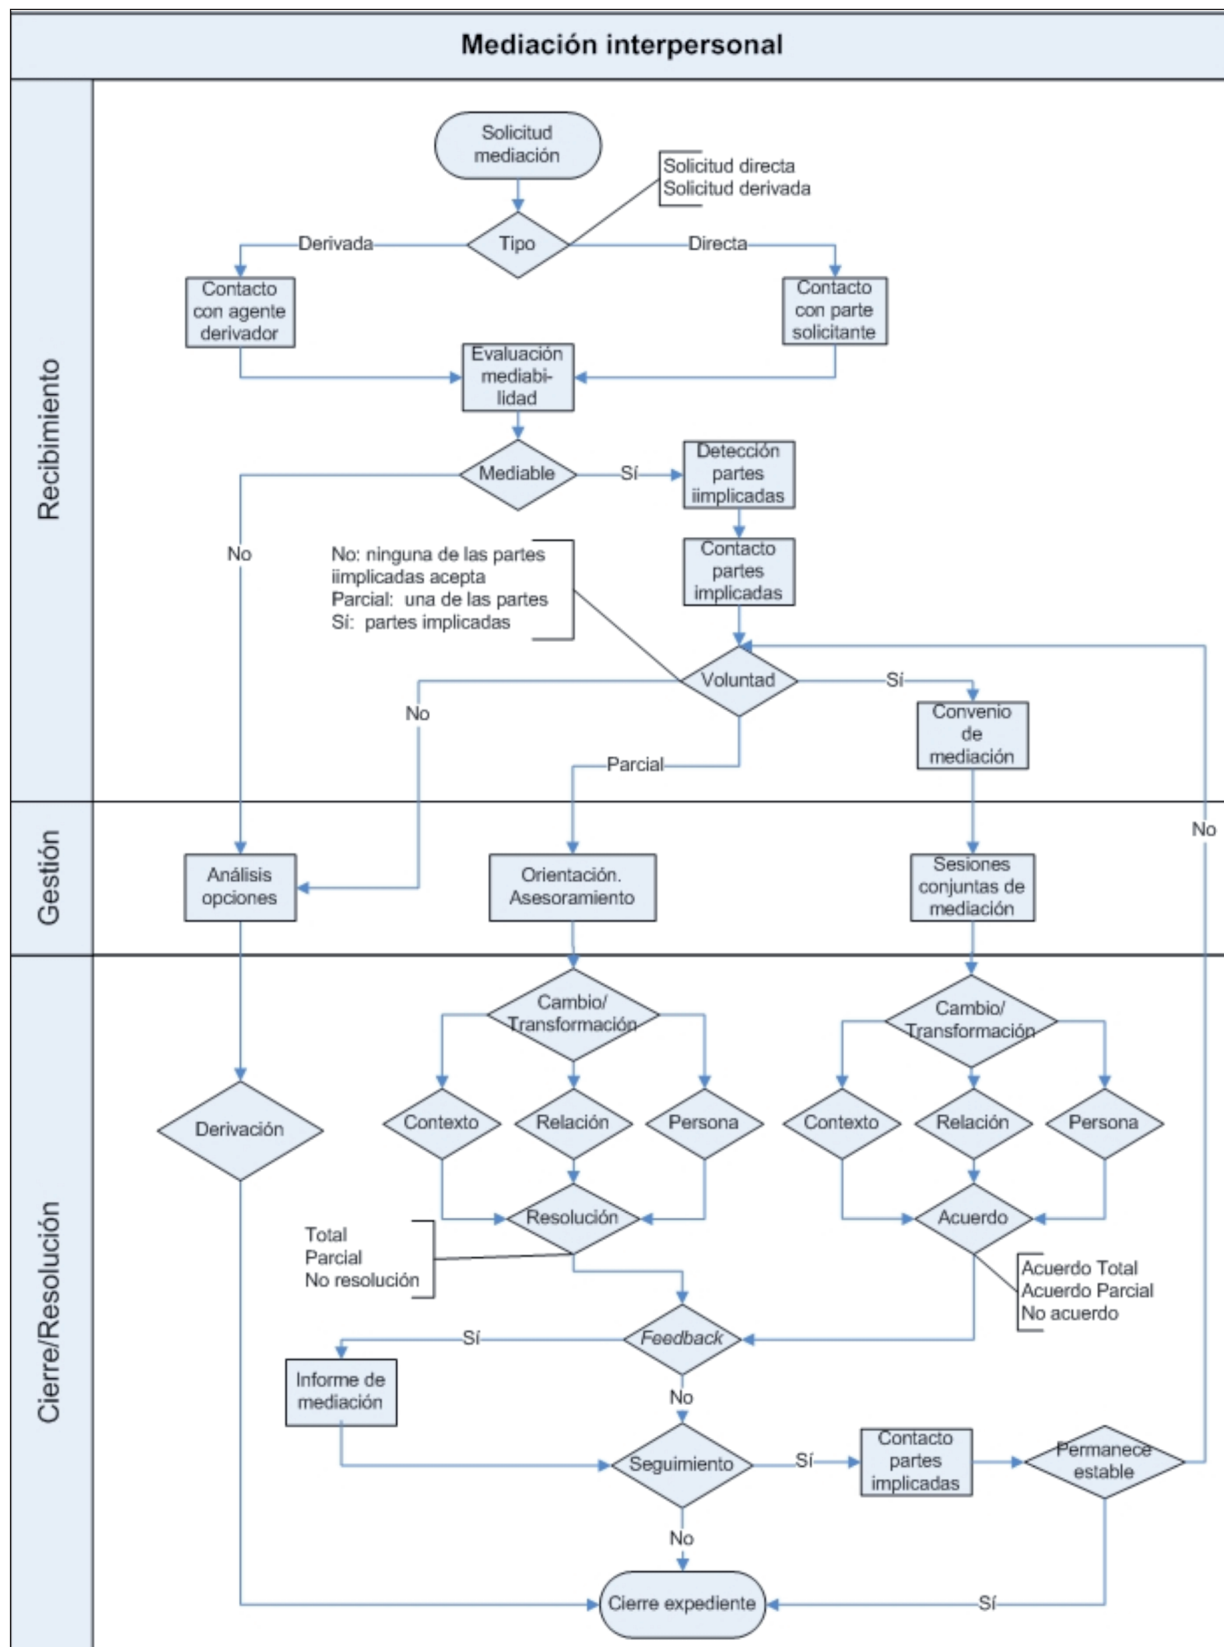 Mediación interpersonal
Recibimiento
Solicitud
mediación
Solicitud directa
Solicitud derivada
Derivada
Tipo
Directa
Contacto
con agente
derivador
Contacto
con parte
solicitante
Evaluación
mediabi-
lidad
Mediable
Sí
Detección
partes
iimplicadas
No
No: ninguna de las partes
iimplicadas acepta
Parcial: una de las partes
Sí: partes implicadas
Contacto
partes
implicadas
Voluntad
Sí
No
Convenio
de
mediación
Parcial
Gestión
No
Análisis
opciones
Orientación.
Asesoramiento
Sesiones
conjuntas de
mediación
Cierre/Resolución
Cambio/
Transformación
Cambio/
Transformación
Derivación
Contexto
Relación
Persona
Contexto
Relación
Persona
Resolución
Acuerdo
Total
Parcial
No resolución
Acuerdo Total
Acuerdo Parcial
No acuerdo
Sí
Feedback
Informe de
mediación
No
Seguimiento
Sí
Contacto
partes
implicadas
Permanece
estable
No
Cierre expediente
Sí